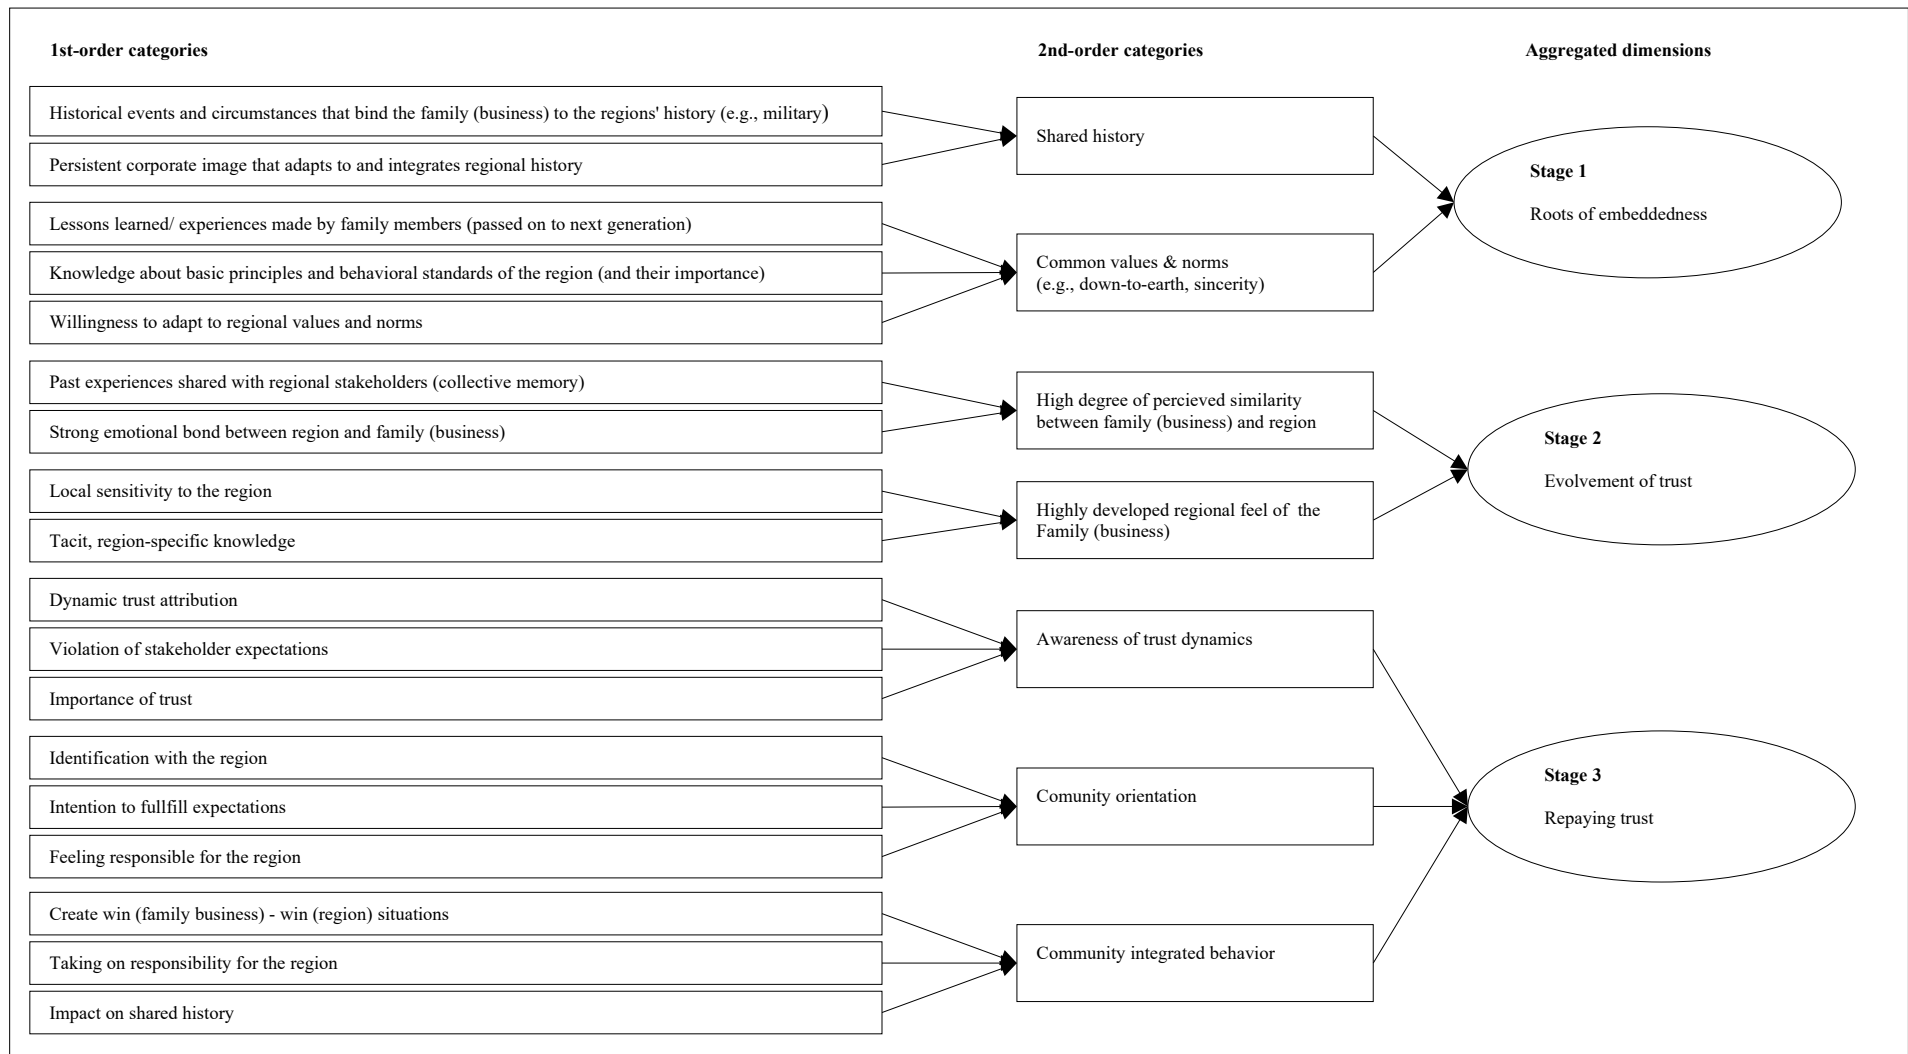 1st-order categories
2nd-order categories
Aggregated dimensions
Historical events and circumstances that bind the family (business) to the regions' history (e.g., military)
Persistent corporate image that adapts to and integrates regional history
Shared history
Lessons learned/ experiences made by family members (passed on to next generation)
Knowledge about basic principles and behavioral standards of the region (and their importance)
Willingness to adapt to regional values and norms
Common values & norms
(e.g., down-to-earth, sincerity)
Stage 1
Roots of embeddedness
Past experiences shared with regional stakeholders (collective memory)
Strong emotional bond between region and family (business)
High degree of percieved similarity
between family (business) and region
Local sensitivity to the region
Tacit, region-specific knowledge
Highly developed regional feel of  the
Family (business)
Stage 2
Evolvement of trust
Dynamic trust attribution
Violation of stakeholder expectations
Importance of trust
Awareness of trust dynamics
Identification with the region
Intention to fullfill expectations
Feeling responsible for the region
Comunity orientation
Create win (family business) - win (region) situations
Taking on responsibility for the region
Impact on shared history
Community integrated behavior
Stage 3
Repaying trust